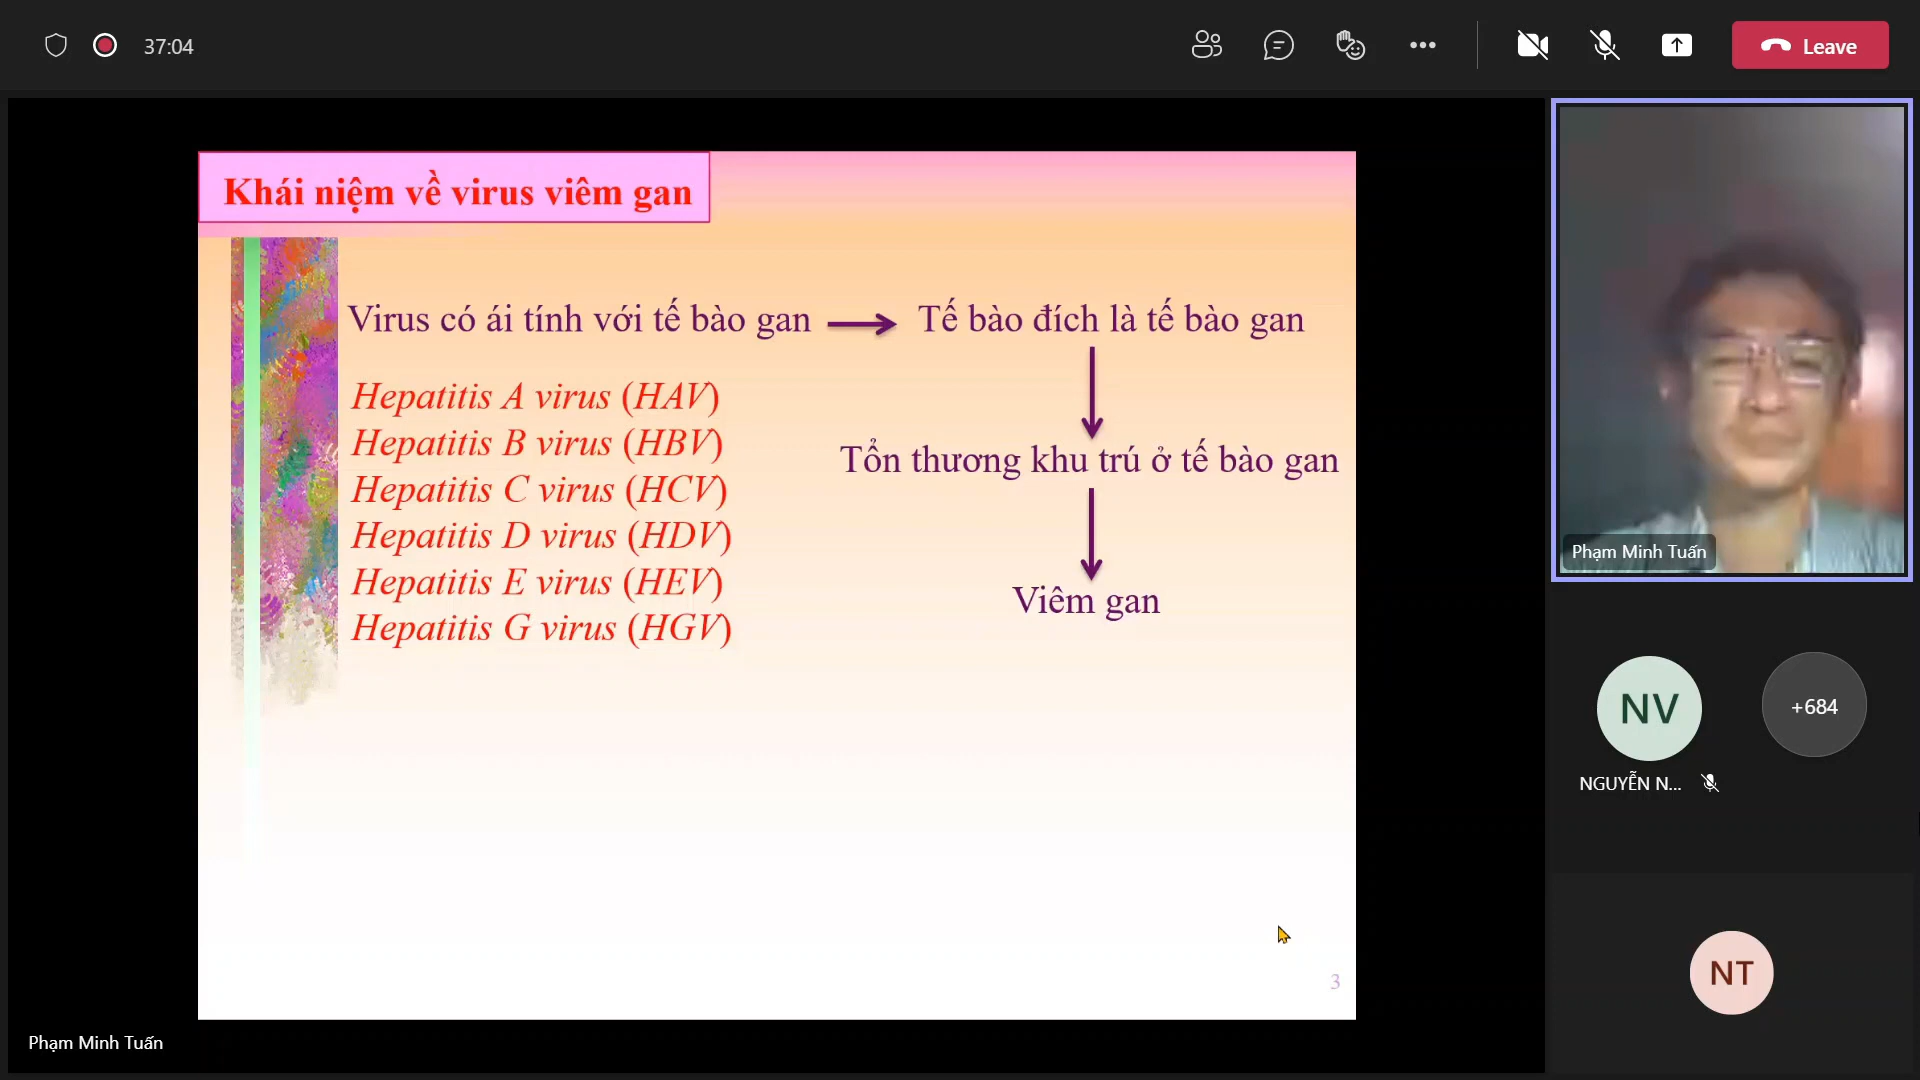 37:04
Leave
Khái niệm về virus viêm gan
Virus có ái tính với tế bào gan
Tế bào đích là tế bào gan
Hepatitis A virus (HAV)
Hepatitis B virus (HBV)
Hepatitis C virus (HCV)
Hepatitis D virus (HDV)
Hepatitis E virus (HEV)
Hepatitis G virus (HGV)
Tổn thương khu trú ở tế bào gan
Viêm gan
3
Phạm Minh Tuấn
Phạm Minh Tuấn
NV
+684
NGUYỄN N...
NT